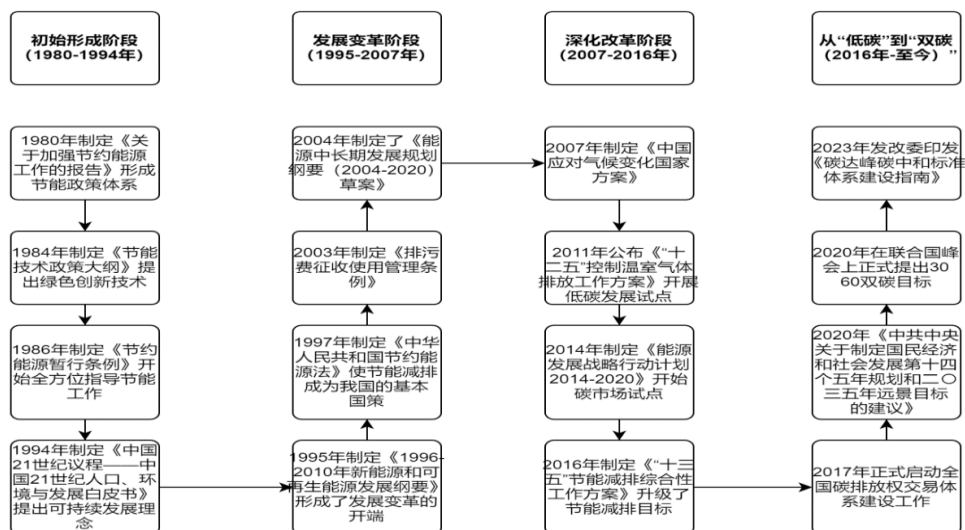 初始形成阶段
（1980-1994年）
发展变革阶段
（1995-2007年）
深化改革阶段
（2007-2016年）
从“低碳”到“双碳
（2016年-至今）”
1980年制定《关
于加强节约能源
工作的报告》形成
节能政策体系
1984年制定《节能
技术政策大纲》提
出绿色创新技术
1986年制定《节约
能源暂行条例》开
始全方位指导节能
工作
1994年制定《中国
21世纪议程——中
国21世纪人口、环
境与发展白皮书》
提出可持续发展理
念
2004年制定了《能
源中长期发展规划
纲要（2004-2020）
草案》
2003年制定《排污
费征收使用管理条
例》
1997年制定《中华
人民共和国节约能
源法》使节能减排
成为我国的基本
国策
1995年制定《1996-
2010年新能源和可
再生能源发展纲要》
形成了发展变革的
开端
2007年制定《中国
应对气候变化国家
方案》
2011年公布《“十
二五”控制温室气体
排放工作方案》开展
低碳发展试点
2014年制定《能源
发展战略行动计划
2014-2020》开始
碳市场试点
2016年制定《“十三
五”节能减排综合性
工作方案》升级了
节能减排目标
2023年发改委印发
《碳达峰碳中和标准
体系建设指南》
2020年在联合国峰
会上正式提出30
60双碳目标
2020年《中共中央
关于制定国民经济
和社会发展第十四
个五年规划和二〇
三五年远景目标
的建议》
2017年正式启动全
国碳排放权交易体
系建设工作